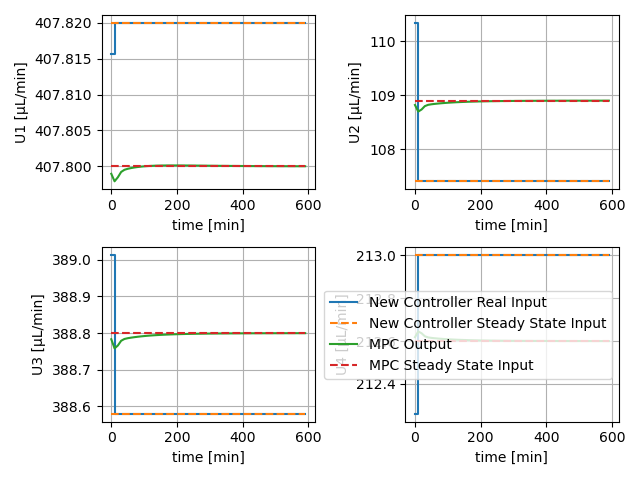 407.820
407.815
407.810
407.805
407.800
U1 [µL/min]
0 200 400 600
time [min]
110
109
108
U2 [µL/min]
0 200 400 600
time [min]
389.0
388.9
388.8
388.7
388.6
U3 [µL/min]
0 200 400 600
time [min]
213.0
212.4
U4 [µL/min]
0 200 400 600
time [min]
New Controller Real Input
New Controller Steady State Input
MPC Output
MPC Steady State Input